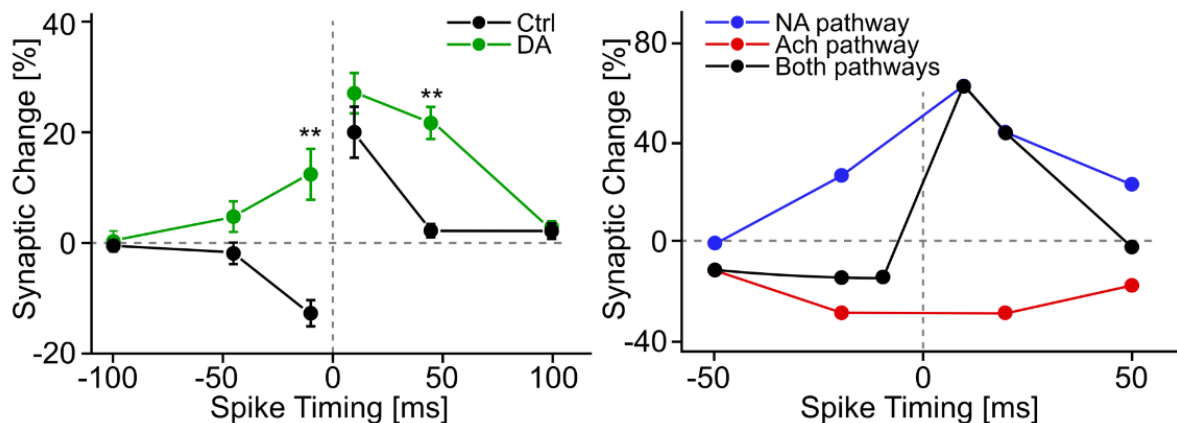 Synaptic Change [%]
40
20
0
-20
Ctrl
DA
**
**
-100
-50
0
50
100
Spike Timing [ms]
Synaptic Change [%]
80
40
0
-40
NA pathway
Ach pathway
Both pathways
-50
0
50
Spike Timing [ms]